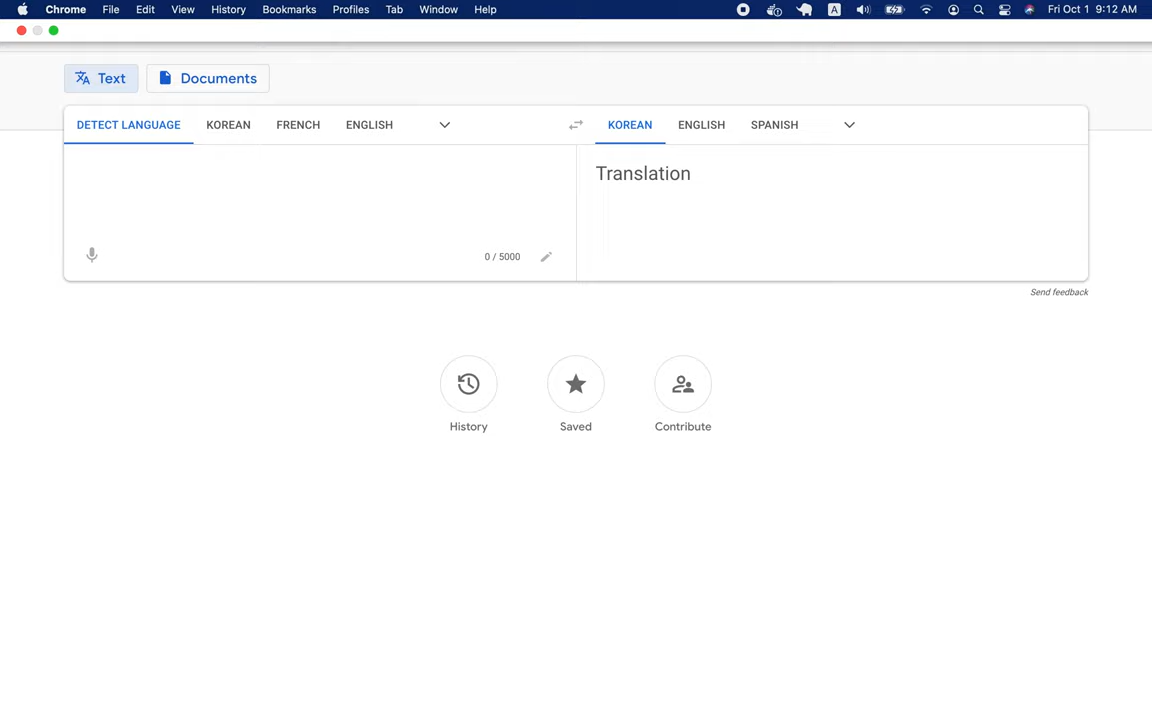 Chrome File Edit View History Bookmarks Profiles Tab Window Help A Fri Oct 1 9:12 AM
Text Documents
DETECT LANGUAGE KOREAN FRENCH ENGLISH KOREAN ENGLISH SPANISH
Translation
0 / 5000
Send feedback
History Saved Contribute